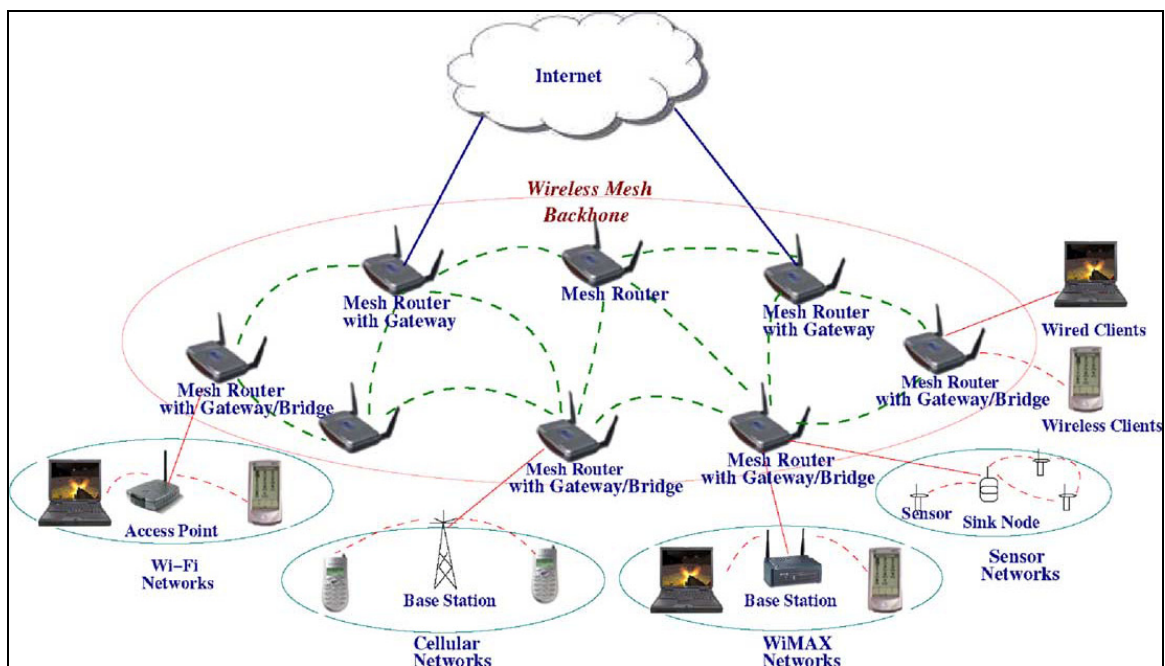 Internet
Wireless Mesh
Backbone
Mesh Router
with Gateway
Mesh Router
Mesh Router
with Gateway
Wired Clients
Mesh Router
with Gateway/Bridge
Mesh Router
with Gateway/Bridge
Wireless Clients
Mesh Router
with Gateway/Bridge
Mesh Router
with Gateway/Bridge
Access Point
Wi-Fi
Networks
Sensor
Sink Node
Sensor
Networks
Base Station
Cellular
Networks
Base Station
WiMAX
Networks